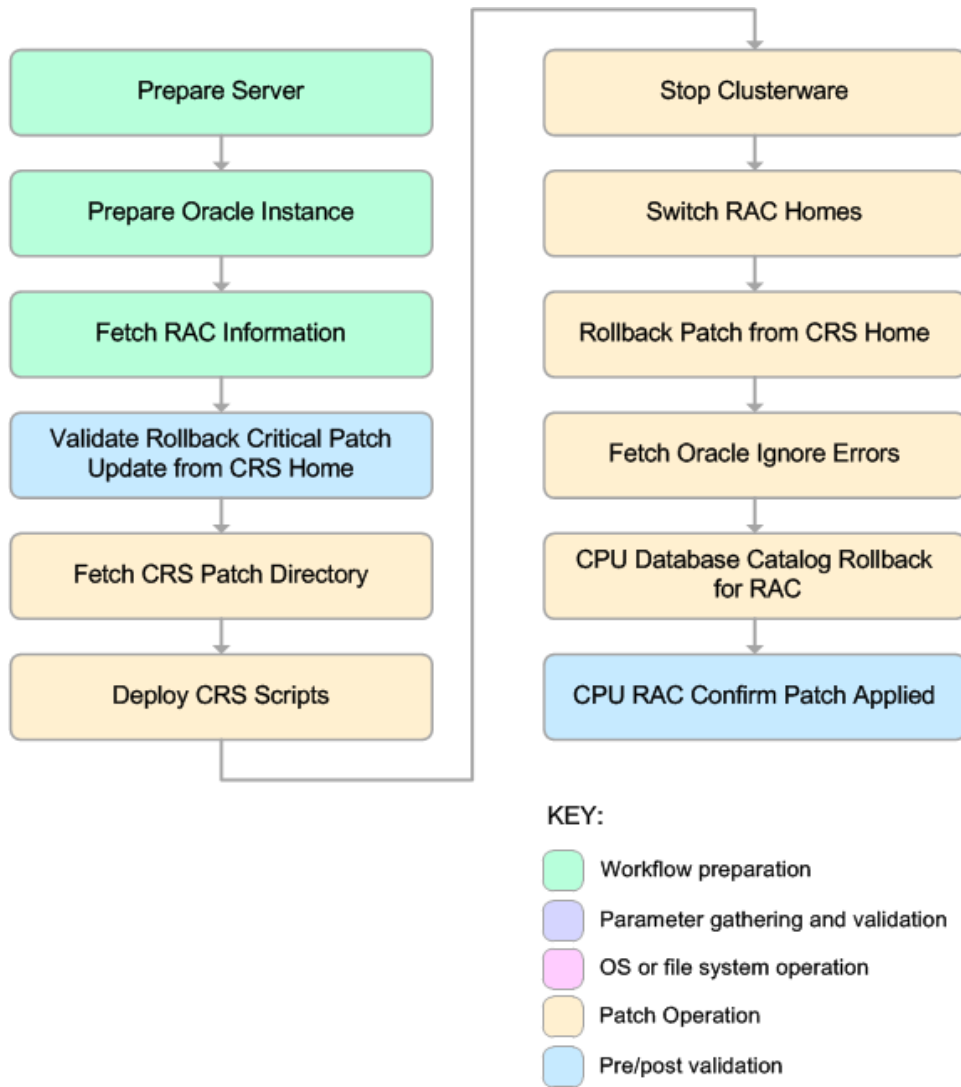 Prepare Server
Prepare Oracle Instance
Fetch RAC Information
Validate Rollback Critical Patch
Update from CRS Home
Fetch CRS Patch Directory
Deploy CRS Scripts
Stop Clusterware
Switch RAC Homes
Rollback Patch from CRS Home
Fetch Oracle Ignore Errors
CPU Database Catalog Rollback
for RAC
CPU RAC Confirm Patch Applied
KEY:
Workflow preparation
Parameter gathering and validation
OS or file system operation
Patch Operation
Pre/post validation